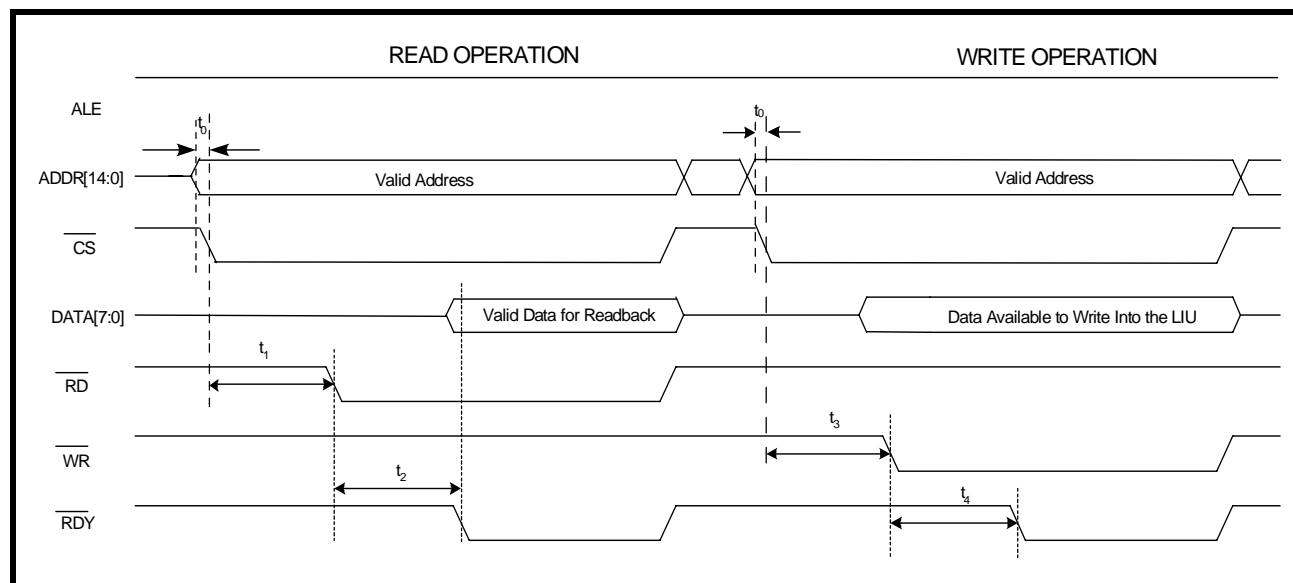 READ OPERATION WRITE OPERATION
ALE
t0 t0
ADDR[14:0] Valid Address Valid Address
CS
DATA[7:0] Valid Data for Readback Data Available to Write Into the LIU
t1
RD
t3
WR
t2 t4
RDY